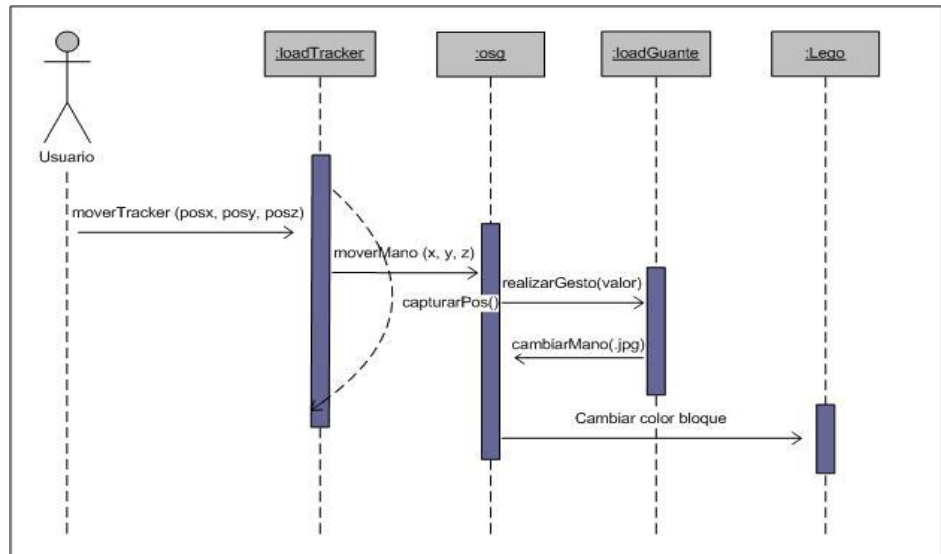 :loadTracker
:osg
:loadGuante
:Lego
Usuario
moverTracker (posx, posy, posz)
moverMano (x, y, z)
realizarGesto(valor)
capturarPos()
cambiarMano(.jpg)
Cambiar color bloque